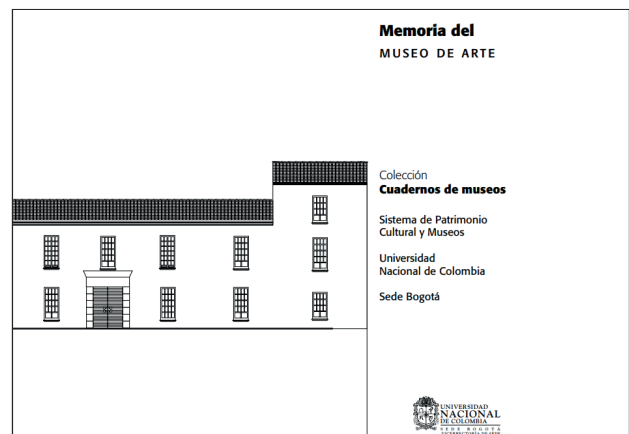 Memoria del
MUSEO DE ARTE
Colección
Cuadernos de museos
Sistema de Patrimonio
Cultural y Museos
Universidad
Nacional de Colombia
Sede Bogotá
UNIVERSIDAD
NACIONAL
DE COLOMBIA
SEDE BOGOTÁ